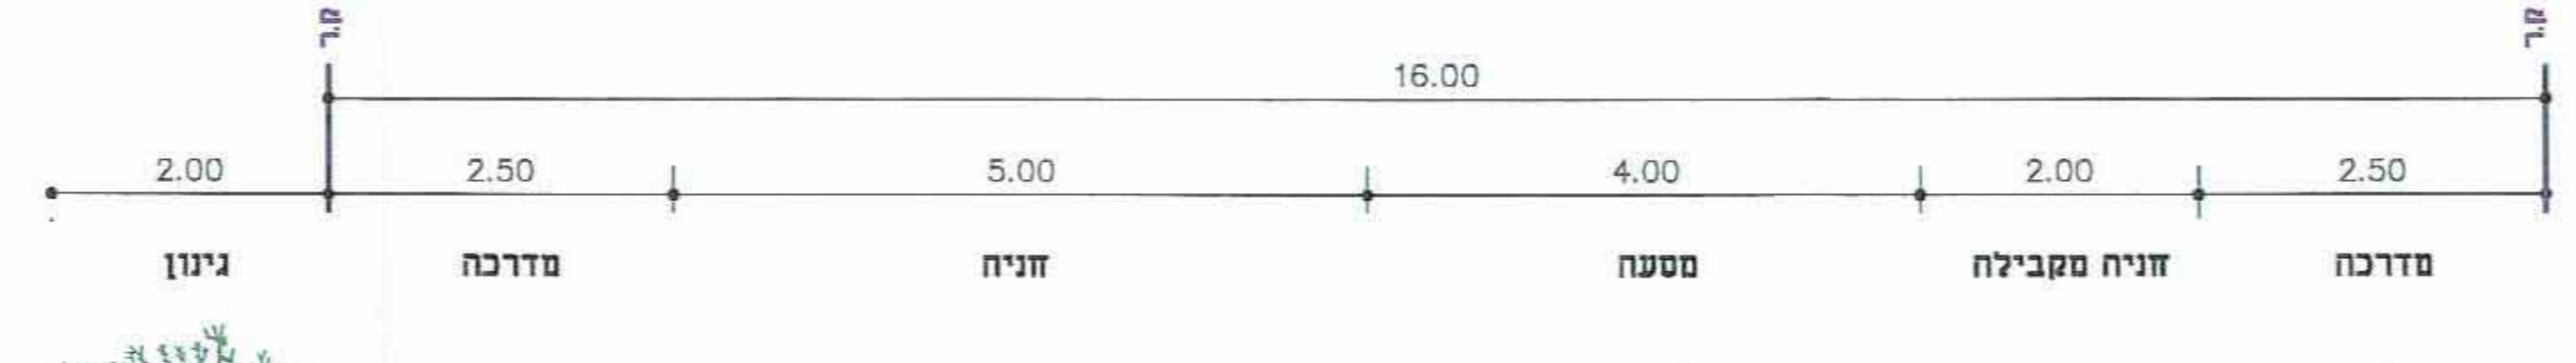 ק.ר ק.ר
16.00
2.50 2.00 4.00 5.00 2.50 2.00
מדרכה חניה מקבילה מסעה חניה מדרכה גינון